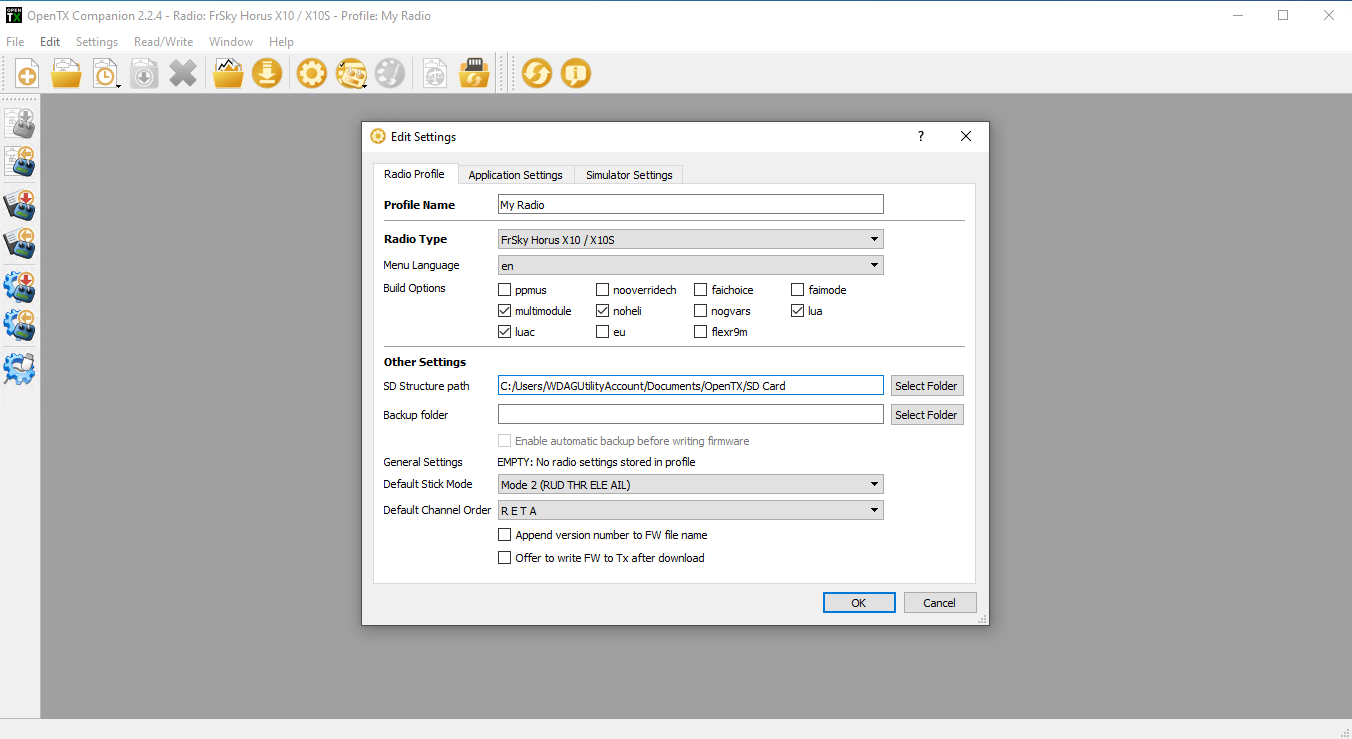 OpenTX Companion 2.2.4 - Radio: FrSky Horus X10 / X10S - Profile: My Radio
File Edit Settings Read/Write Window Help
Edit Settings
?
Radio Profile Application Settings Simulator Settings
Profile Name My Radio
Radio Type FrSky Horus X10 / X10S
Menu Language en
Build Options ppmus nooverridech faichoice faimode
multimodule noheli nogvars lua
luac eu flexr9m
Other Settings
SD Structure path C:/Users/WDAGUtilityAccount/Documents/OpenTX/SD Card Select Folder
Backup folder Select Folder
Enable automatic backup before writing firmware
General Settings EMPTY: No radio settings stored in profile
Default Stick Mode Mode 2 (RUD THR ELE AIL)
Default Channel Order R E T A
Append version number to FW file name
Offer to write FW to Tx after download
OK Cancel